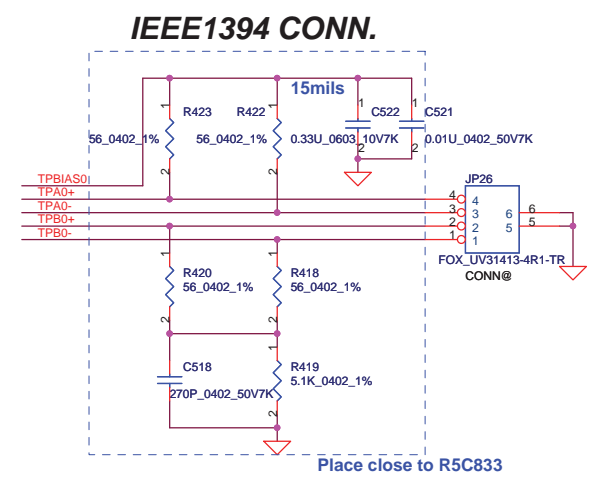 IEEE1394 CONN.
15mils
1
R423
56_0402_1%
2
1
R422
56_0402_1%
2
1
C522
0.33U_0603_10V7K
2
1
C521
0.01U_0402_50V7K
2
TPBIAS0
TPA0+
TPA0-
TPB0+
TPB0-
JP26
4 4
3 3
2 2
1 1
6 6
5 5
FOX_UV31413-4R1-TR
CONN@
1
R420
56_0402_1%
2
1
R418
56_0402_1%
2
C518
270P_0402_50V7K
1
R419
5.1K_0402_1%
2
Place close to R5C833